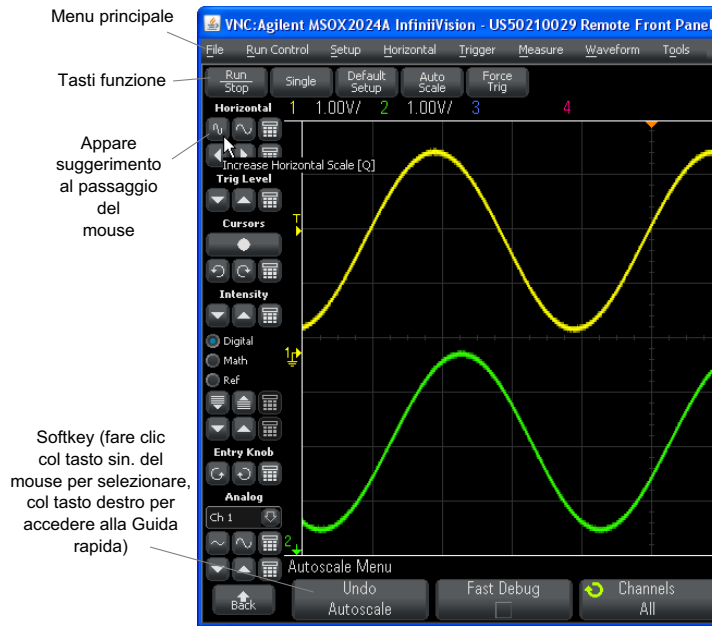 Menu principale
VNC:Agilent MSOX2024A InfiniiVision - US50210029 Remote Front Panel
File Run Control Setup Horizontal Trigger Measure Waveform Tools
Tasti funzione
Run
Stop
Single
Default
Setup
Auto
Scale
Force
Trig
Horizontal
1 1.00V/ 2 1.00V/ 3 4
Appare
suggerimento
al passaggio
del
mouse
Increase Horizontal Scale [Q]
Trig Level
T
Cursors
Intensity
Digital
Math
Ref
1
Entry Knob
Analog
Ch 1
2
Softkey (fare clic
col tasto sin. del
mouse per selezionare,
col tasto destro per
accedere alla Guida
rapida)
Autoscale Menu
Back
Undo
Autoscale
Fast Debug
Channels
All